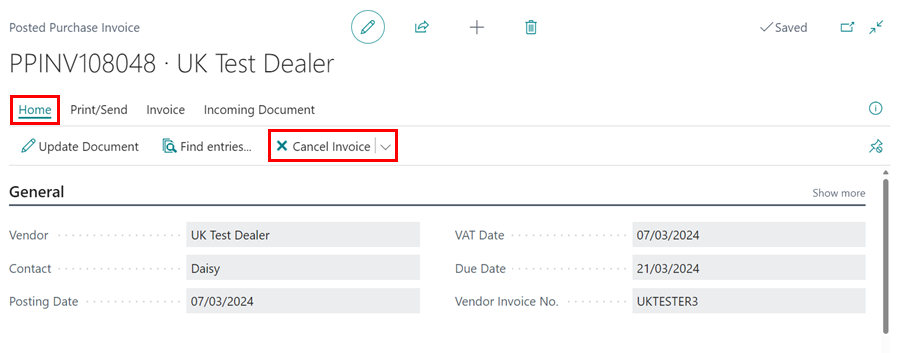 Posted Purchase Invoice
Saved
PPINV108048 · UK Test Dealer
Home Print/Send Invoice Incoming Document
Update Document Find entries... Cancel Invoice
General Show more
Vendor UK Test Dealer VAT Date 07/03/2024
Contact Daisy Due Date 21/03/2024
Posting Date 07/03/2024 Vendor Invoice No. UKTESTER3